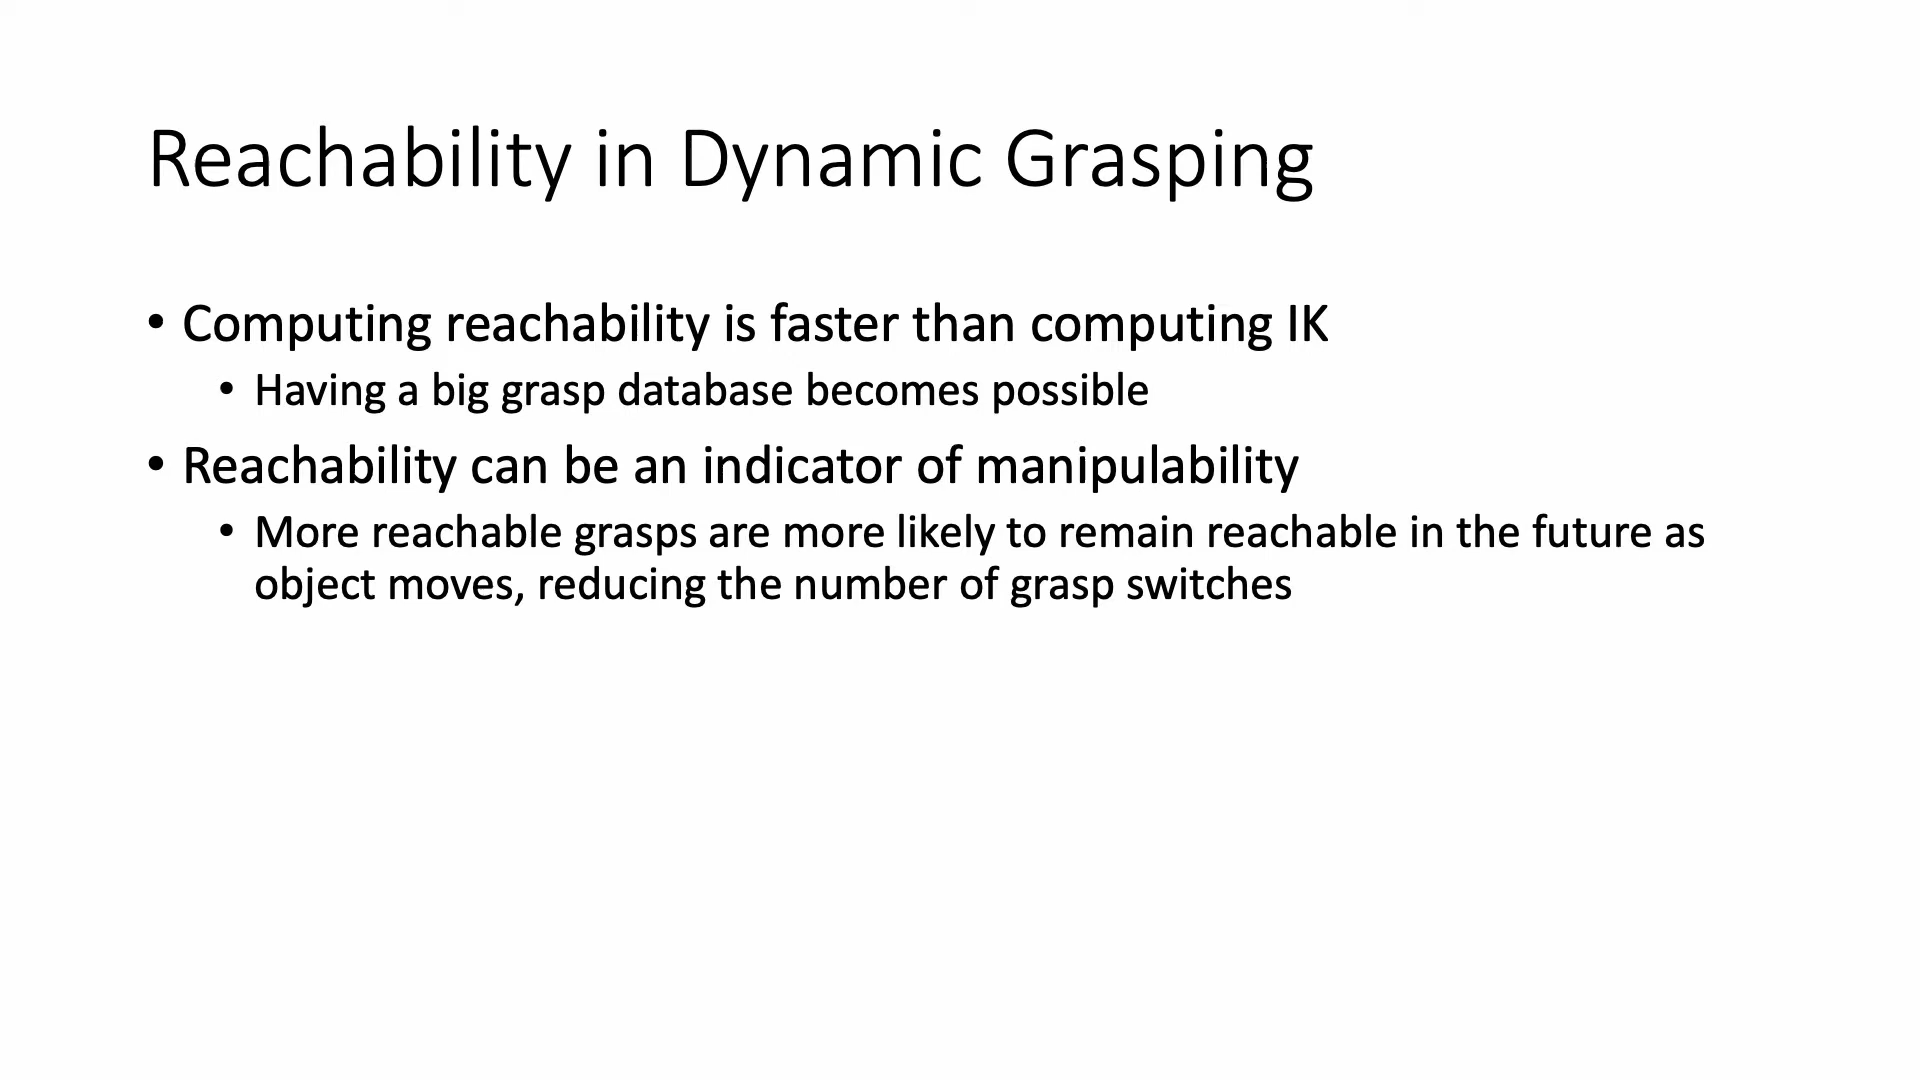 Reachability in Dynamic Grasping
• Computing reachability is faster than computing IK
• Having a big grasp database becomes possible
• Reachability can be an indicator of manipulability
• More reachable grasps are more likely to remain reachable in the future as
object moves, reducing the number of grasp switches